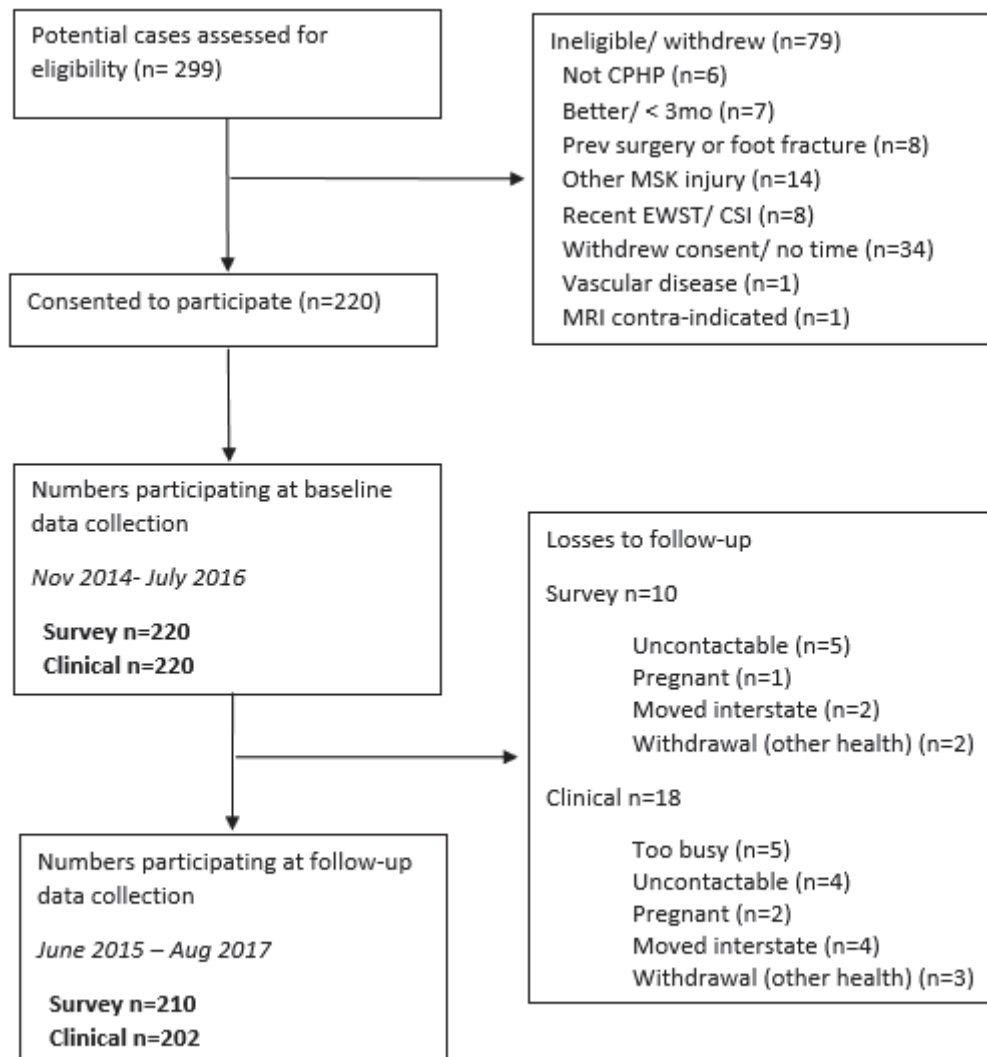 Potential cases assessed for
eligibility (n= 299)
Ineligible/ withdrew (n=79)
Not CPHP (n=6)
Better/ < 3mo (n=7)
Prev surgery or foot fracture (n=8)
Other MSK injury (n=14)
Recent EWST/ CSI (n=8)
Withdrew consent/ no time (n=34)
Vascular disease (n=1)
MRI contra-indicated (n=1)
Consented to participate (n=220)
Numbers participating at baseline
data collection
Nov 2014- July 2016
Survey n=220
Clinical n=220
Losses to follow-up
Survey n=10
Uncontactable (n=5)
Pregnant (n=1)
Moved interstate (n=2)
Withdrawal (other health) (n=2)
Clinical n=18
Too busy (n=5)
Uncontactable (n=4)
Pregnant (n=2)
Moved interstate (n=4)
Withdrawal (other health) (n=3)
Numbers participating at follow-up
data collection
June 2015 – Aug 2017
Survey n=210
Clinical n=202